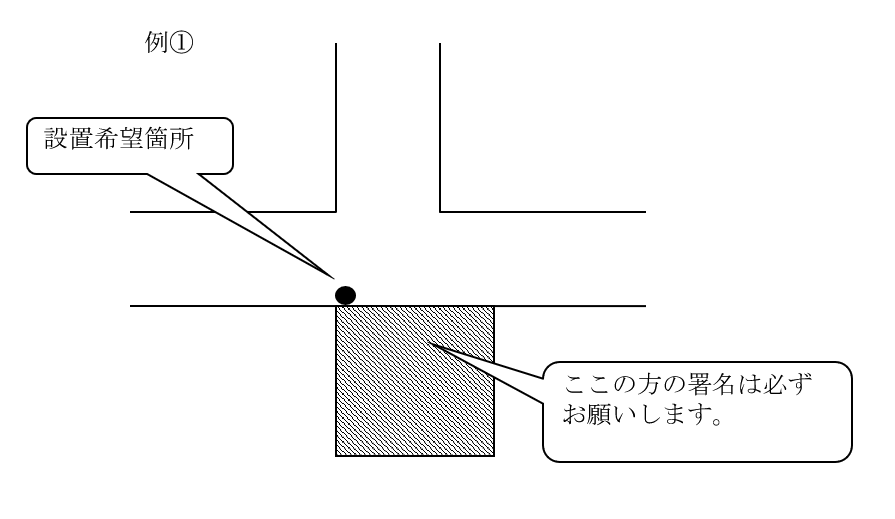 例①
設置希望箇所
ここの方の署名は必ず
お願いします。